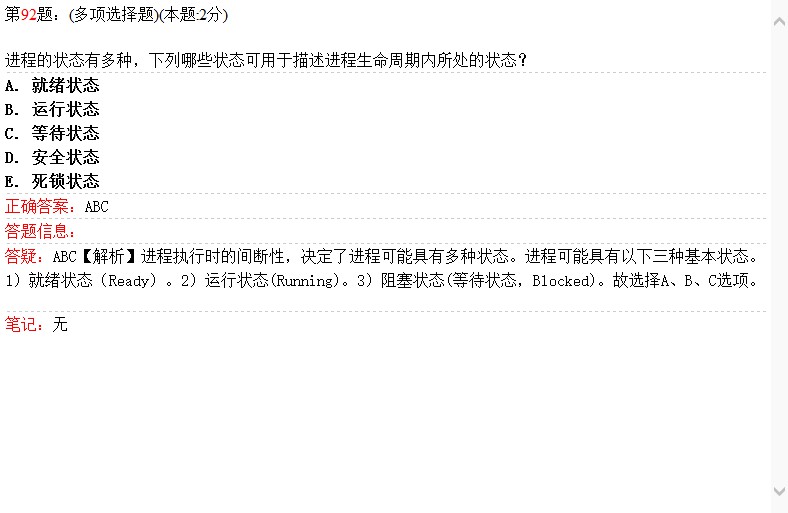 第92题：(多项选择题)(本题:2分)
进程的状态有多种，下列哪些状态可用于描述进程生命周期内所处的状态?
A. 就绪状态
B. 运行状态
C. 等待状态
D. 安全状态
E. 死锁状态
正确答案：ABC
答题信息：
答疑：ABC【解析】进程执行时的间断性，决定了进程可能具有多种状态。进程可能具有以下三种基本状态。
1）就绪状态（Ready）。2）运行状态(Running)。3）阻塞状态(等待状态，Blocked)。故选择A、B、C选项。
笔记：无